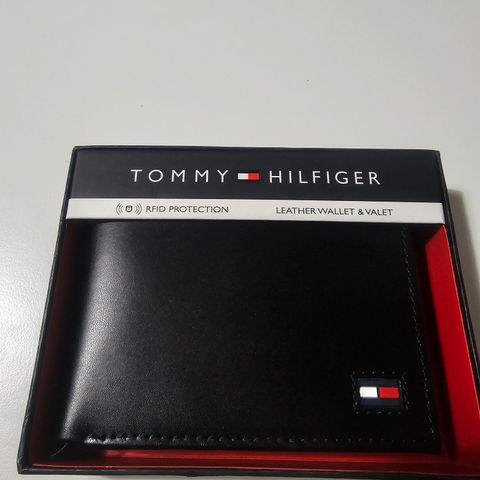 TOMMY HILFIGER
RFID PROTECTION LEATHER WALLET & VALET